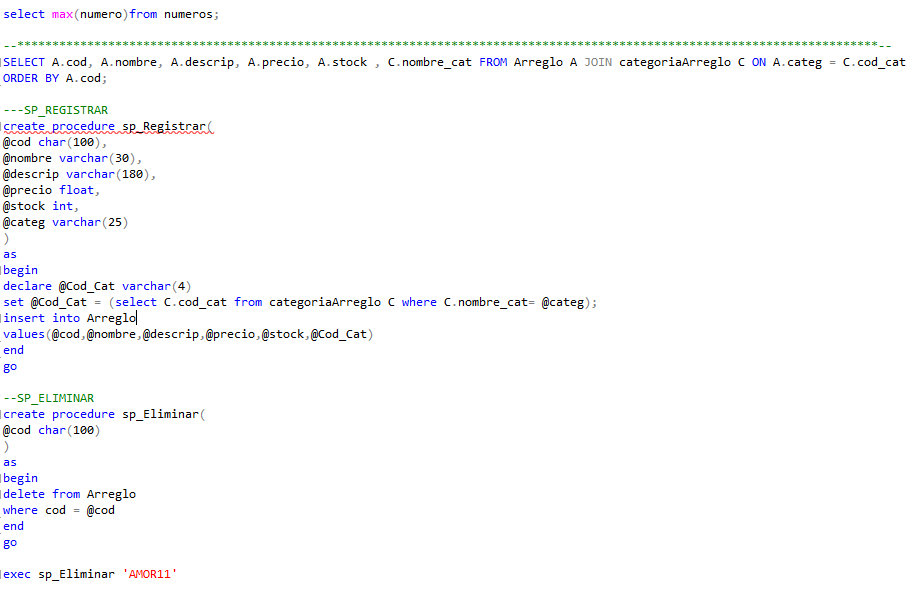 select max(numero)from numeros;
--***************************************************************************************************************************--
SELECT A.cod, A.nombre, A.descrip, A.precio, A.stock , C.nombre_cat FROM Arreglo A JOIN categoriaArreglo C ON A.categ = C.cod_cat
ORDER BY A.cod;
---SP_REGISTRAR
create procedure sp_Registrar(
@cod char(100),
@nombre varchar(30),
@descrip varchar(180),
@precio float,
@stock int,
@categ varchar(25)
)
as
begin
declare @Cod_Cat varchar(4)
set @Cod_Cat = (select C.cod_cat from categoriaArreglo C where C.nombre_cat= @categ);
insert into Arreglo
values(@cod,@nombre,@descrip,@precio,@stock,@Cod_Cat)
end
go
--SP_ELIMINAR
create procedure sp_Eliminar(
@cod char(100)
)
as
begin
delete from Arreglo
where cod = @cod
end
go
exec sp_Eliminar 'AMOR11'